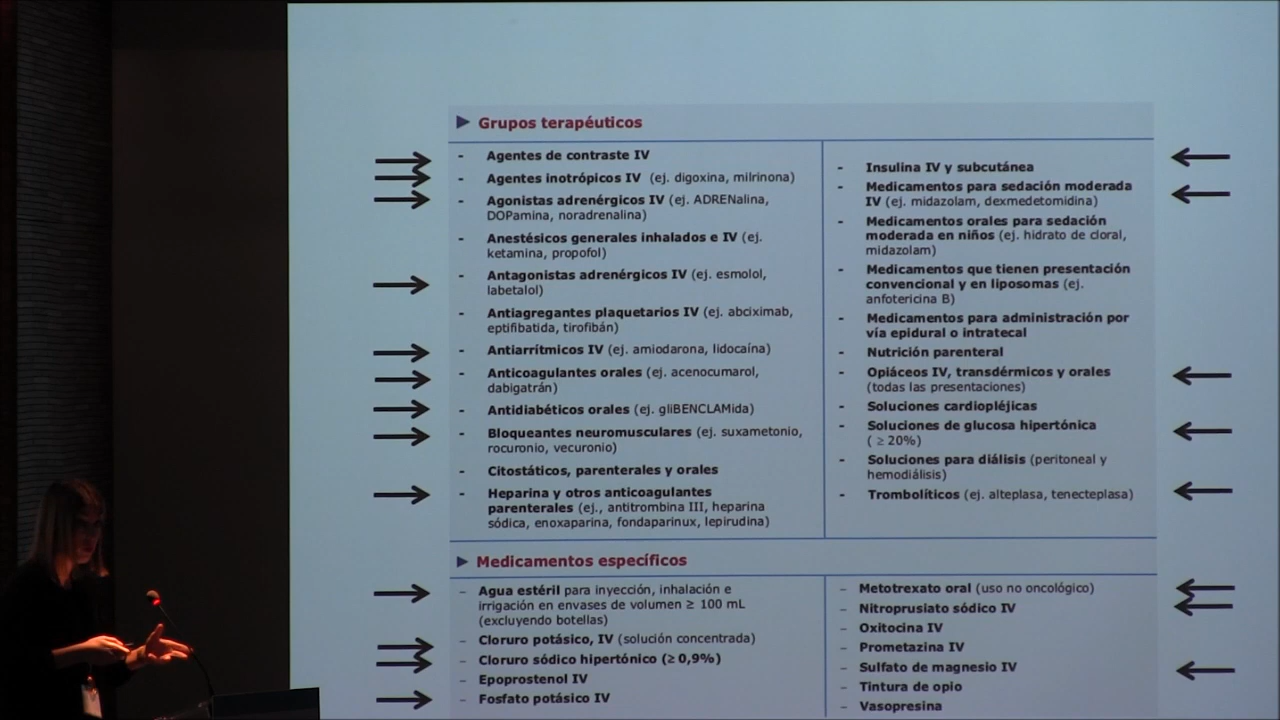 Grupos terapéuticos
- Agentes de contraste IV
- Agentes inotrópicos IV (ej. digoxina, milrinona)
- Agonistas adrenérgicos IV (ej. ADRENalina,
DOPamina, noradrenalina)
- Anestésicos generales inhalados e IV (ej.
ketamina, propofol)
- Antagonistas adrenérgicos IV (ej. esmolol,
labetalol)
- Antiagregantes plaquetarios IV (ej. abciximab,
eptifibatida, tirofibán)
- Antiarrítmicos IV (ej. amiodarona, lidocaína)
- Anticoagulantes orales (ej. acenocumarol,
dabigatrán)
- Antidiabéticos orales (ej. gliBENCLAMida)
- Bloqueantes neuromusculares (ej. suxametonio,
rocuronio, vecuronio)
- Citostáticos, parenterales y orales
- Heparina y otros anticoagulantes
parenterales (ej., antitrombina III, heparina
sódica, enoxaparina, fondaparinux, lepirudina)
- Insulina IV y subcutánea
- Medicamentos para sedación moderada
IV (ej. midazolam, dexmedetomidina)
- Medicamentos orales para sedación
moderada en niños (ej. hidrato de cloral,
midazolam)
- Medicamentos que tienen presentación
convencional y en liposomas (ej.
anfotericina B)
- Medicamentos para administración por
vía epidural o intratecal
- Nutrición parenteral
- Opiáceos IV, transdérmicos y orales
(todas las presentaciones)
- Soluciones cardiopléjicas
- Soluciones de glucosa hipertónica
( ≥ 20%)
- Soluciones para diálisis (peritoneal y
hemodiálisis)
- Trombolíticos (ej. alteplasa, tenecteplasa)
Medicamentos específicos
– Agua estéril para inyección, inhalación e
irrigación en envases de volumen ≥ 100 mL
(excluyendo botellas)
– Cloruro potásico, IV (solución concentrada)
– Cloruro sódico hipertónico (≥ 0,9%)
– Epoprostenol IV
– Fosfato potásico IV
– Metotrexato oral (uso no oncológico)
– Nitroprusiato sódico IV
– Oxitocina IV
– Prometazina IV
– Sulfato de magnesio IV
– Tintura de opio
– Vasopresina